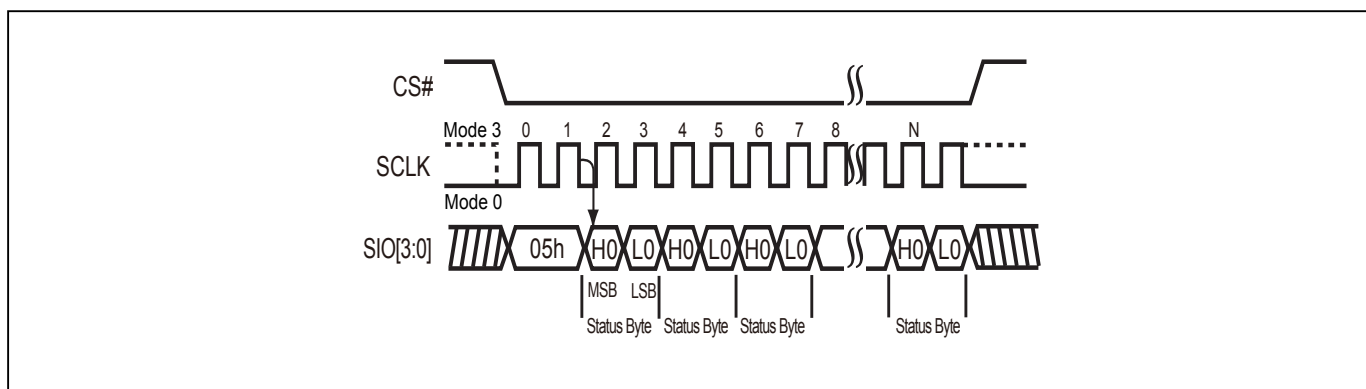 CS#
Mode 3 0 1 2 3 4 5 6 7 8 N
SCLK
Mode 0
SIO[3:0] 05h H0 L0 H0 L0 H0 L0 H0 L0
MSB LSB
Status Byte Status Byte Status Byte Status Byte